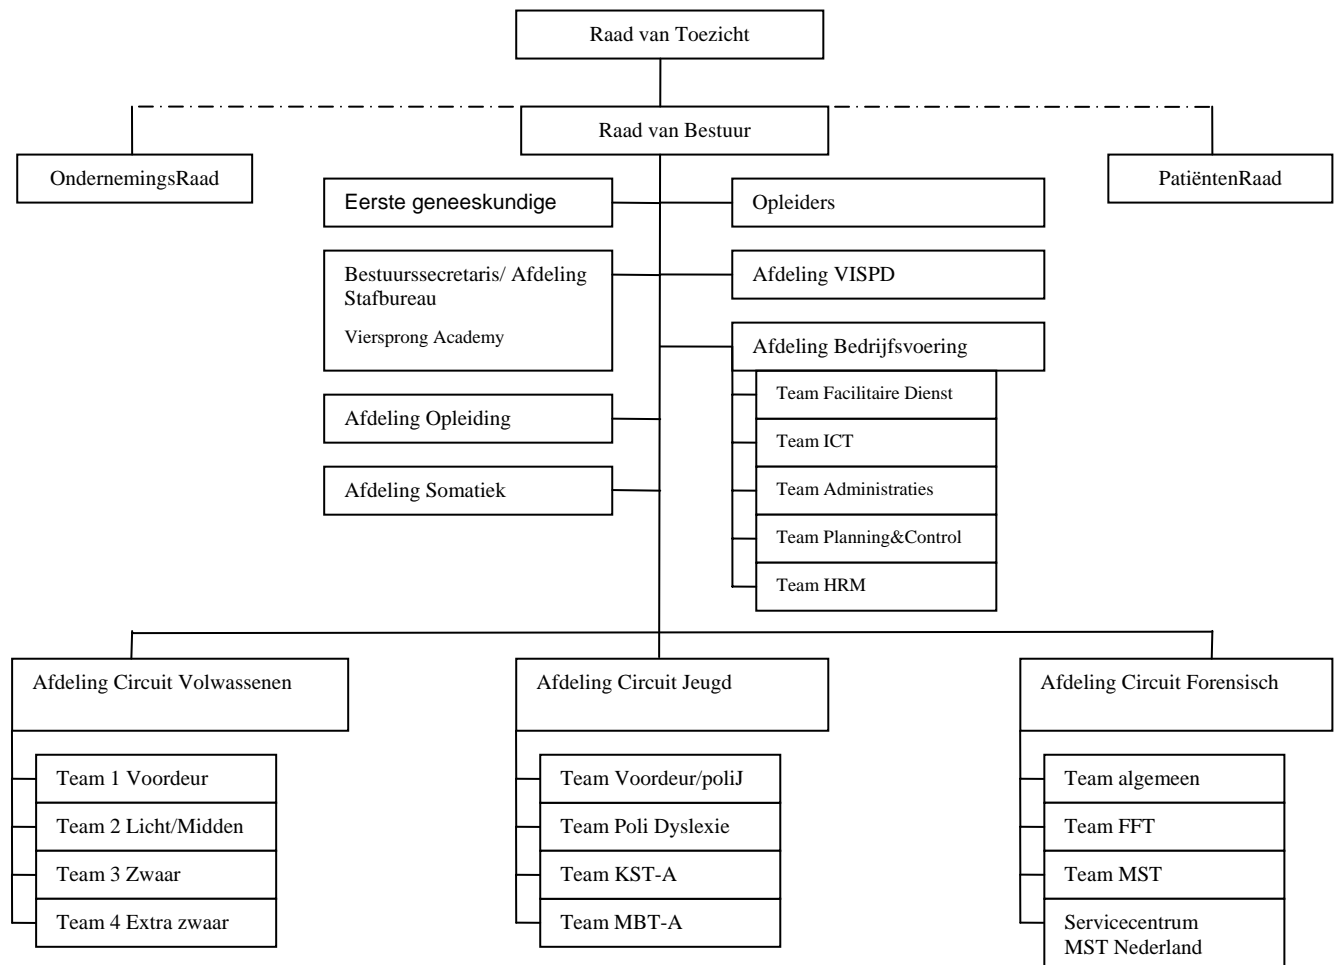 Raad van Toezicht
Raad van Bestuur
OndernemingsRaad
PatiëntenRaad
Eerste geneeskundige
Opleiders
Bestuurssecretaris/ Afdeling
Stafbureau
Viersprong Academy
Afdeling VISPD
Afdeling Bedrijfsvoering
Team Facilitaire Dienst
Team ICT
Team Administraties
Team Planning&Control
Team HRM
Afdeling Opleiding
Afdeling Somatiek
Afdeling Circuit Volwassenen
Team 1 Voordeur
Team 2 Licht/Midden
Team 3 Zwaar
Team 4 Extra zwaar
Afdeling Circuit Jeugd
Team Voordeur/poliJ
Team Poli Dyslexie
Team KST-A
Team MBT-A
Afdeling Circuit Forensisch
Team algemeen
Team FFT
Team MST
Servicecentrum
MST Nederland